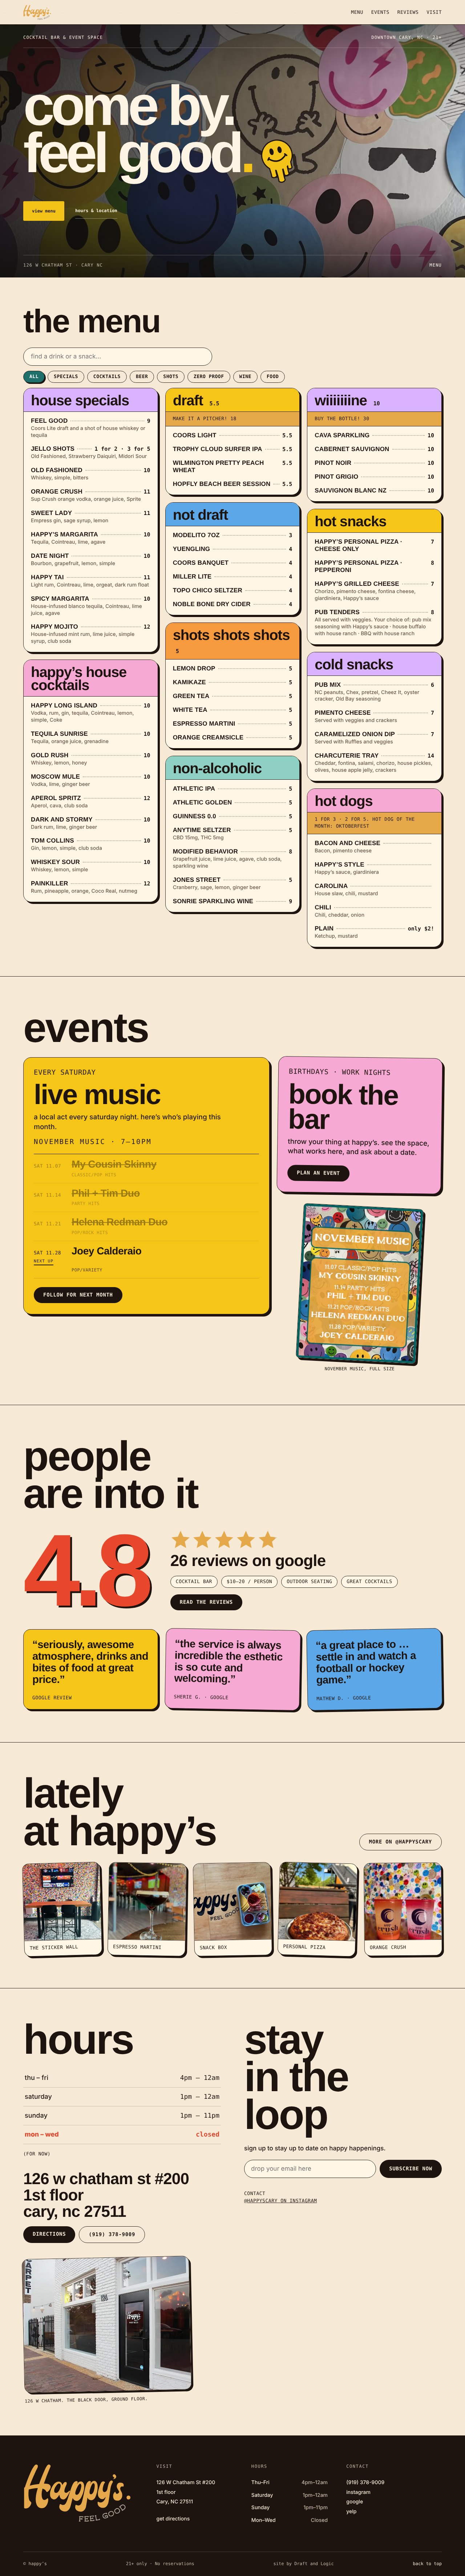 Happy's.
MENU EVENTS REVIEWS VISIT
COCKTAIL BAR & EVENT SPACE
DOWNTOWN CARY, NC · 21+
come by.
feel good.
view menu
hours & location
126 W CHATHAM ST · CARY NC
MENU
the menu
find a drink or a snack…
ALL SPECIALS COCKTAILS BEER SHOTS ZERO PROOF WINE FOOD
house specials
FEEL GOOD 9
Coors Lite draft and a shot of house whiskey or
tequila
JELLO SHOTS 1 for 2 · 3 for 5
Old Fashioned, Strawberry Daiquiri, Midori Sour
OLD FASHIONED 10
Whiskey, simple, bitters
ORANGE CRUSH 11
Sup Crush orange vodka, orange juice, Sprite
SWEET LADY 11
Empress gin, sage syrup, lemon
HAPPY'S MARGARITA 10
Tequila, Cointreau, lime, agave
DATE NIGHT 10
Bourbon, grapefruit, lemon, simple
HAPPY TAI 11
Light rum, Cointreau, lime, orgeat, dark rum float
SPICY MARGARITA 10
House-infused blanco tequila, Cointreau, lime
juice, agave
HAPPY MOJITO 12
House-infused mint rum, lime juice, simple
syrup, club soda
happy's house
cocktails
HAPPY LONG ISLAND 10
Vodka, rum, gin, tequila, Cointreau, lemon,
simple, Coke
TEQUILA SUNRISE 10
Tequila, orange juice, grenadine
GOLD RUSH 10
Whiskey, lemon, honey
MOSCOW MULE 10
Vodka, lime, ginger beer
APEROL SPRITZ 12
Aperol, cava, club soda
DARK AND STORMY 10
Dark rum, lime, ginger beer
TOM COLLINS 10
Gin, lemon, simple, club soda
WHISKEY SOUR 10
Whiskey, lemon, simple
PAINKILLER 12
Rum, pineapple, orange, Coco Real, nutmeg
draft 5.5
MAKE IT A PITCHER! 18
COORS LIGHT 5.5
TROPHY CLOUD SURFER IPA 5.5
WILMINGTON PRETTY PEACH 5.5
WHEAT
HOPFLY BEACH BEER SESSION 5.5
not draft
MODELITO 7OZ 3
YUENGLING 4
COORS BANQUET 4
MILLER LITE 4
TOPO CHICO SELTZER 4
NOBLE BONE DRY CIDER 4
shots shots shots
5
LEMON DROP 5
KAMIKAZE 5
GREEN TEA 5
WHITE TEA 5
ESPRESSO MARTINI 5
ORANGE CREAMSICLE 5
non-alcoholic
ATHLETIC IPA 5
ATHLETIC GOLDEN 5
GUINNESS 0.0 5
ANYTIME SELTZER 5
CBD 15mg, THC 5mg
MODIFIED BEHAVIOR 8
Grapefruit juice, lime juice, agave, club soda,
sparkling wine
JONES STREET 5
Cranberry, sage, lemon, ginger beer
SONRIE SPARKLING WINE 9
wiiiiiiine 10
BUY THE BOTTLE! 30
CAVA SPARKLING 10
CABERNET SAUVIGNON 10
PINOT NOIR 10
PINOT GRIGIO 10
SAUVIGNON BLANC NZ 10
hot snacks
HAPPY'S PERSONAL PIZZA - 7
CHEESE ONLY
HAPPY'S PERSONAL PIZZA - 8
PEPPERONI
HAPPY'S GRILLED CHEESE 7
Chorizo, pimento cheese, fontina cheese,
giardiniera, Happy's sauce
PUB TENDERS 8
All served with veggies. Your choice of: pub mix
seasoning with Happy's sauce · house buffalo
with house ranch · BBQ with house ranch
cold snacks
PUB MIX 6
NC peanuts, Chex, pretzel, Cheez It, oyster
cracker, Old Bay seasoning
PIMENTO CHEESE 7
Served with veggies and crackers
CARAMELIZED ONION DIP 7
Served with Ruffles and veggies
CHARCUTERIE TRAY 14
Cheddar, fontina, salami, chorizo, house pickles,
olives, house apple jelly, crackers
hot dogs
1 FOR 3 · 2 FOR 5. HOT DOG OF THE
MONTH: OKTOBERFEST
BACON AND CHEESE
Bacon, pimento cheese
HAPPY'S STYLE
Happy's sauce, giardiniera
CAROLINA
House slaw, chili, mustard
CHILI
Chili, cheddar, onion
PLAIN only $2!
Ketchup, mustard
events
EVERY SATURDAY
live music
a local act every saturday night. here's who's playing this
month.
NOVEMBER MUSIC · 7–10PM
SAT 11.07 My Cousin Skinny
CLASSIC/POP HITS
SAT 11.14 Phil + Tim Duo
PARTY HITS
SAT 11.21 Helena Redman Duo
POP/ROCK HITS
SAT 11.28 Joey Calderaio
NEXT UP
POP/VARIETY
FOLLOW FOR NEXT MONTH
BIRTHDAYS · WORK NIGHTS
book the
bar
throw your thing at happy's. see the space,
what works here, and ask about a date.
PLAN AN EVENT
NOVEMBER MUSIC
11.07 CLASSIC/POP HITS
MY COUSIN SKINNY
11.14 PARTY HITS
PHIL + TIM DUO
11.21 POP/ROCK HITS
HELENA REDMAN DUO
11.28 POP/VARIETY
JOEY CALDERAIO
NOVEMBER MUSIC, FULL SIZE
people
are into it
4.8
26 reviews on google
COCKTAIL BAR $10–20 / PERSON OUTDOOR SEATING GREAT COCKTAILS
READ THE REVIEWS
“seriously, awesome
atmosphere, drinks and
bites of food at great
price.”
GOOGLE REVIEW
“the service is always
incredible the esthetic
is so cute and
welcoming.”
SHERIE G. · GOOGLE
“a great place to …
settle in and watch a
football or hockey
game.”
MATHEW D. · GOOGLE
lately
at happy's
MORE ON @HAPPYSCARY
THE STICKER WALL
ESPRESSO MARTINI
SNACK BOX
PERSONAL PIZZA
ORANGE CRUSH
hours
thu – fri 4pm – 12am
saturday 1pm – 12am
sunday 1pm – 11pm
mon – wed closed
(FOR NOW)
126 w chatham st #200
1st floor
cary, nc 27511
DIRECTIONS
(919) 378-9009
CARPET
126 W CHATHAM. THE BLACK DOOR, GROUND FLOOR.
stay
in the
loop
sign up to stay up to date on happy happenings.
drop your email here
SUBSCRIBE NOW
CONTACT
@HAPPYSCARY ON INSTAGRAM
Happy's.
FEEL GOOD
VISIT
126 W Chatham St #200
1st floor
Cary, NC 27511
get directions
HOURS
Thu–Fri 4pm–12am
Saturday 1pm–12am
Sunday 1pm–11pm
Mon–Wed Closed
CONTACT
(919) 378-9009
instagram
google
yelp
© happy's
21+ only · No reservations
site by Draft and Logic
back to top